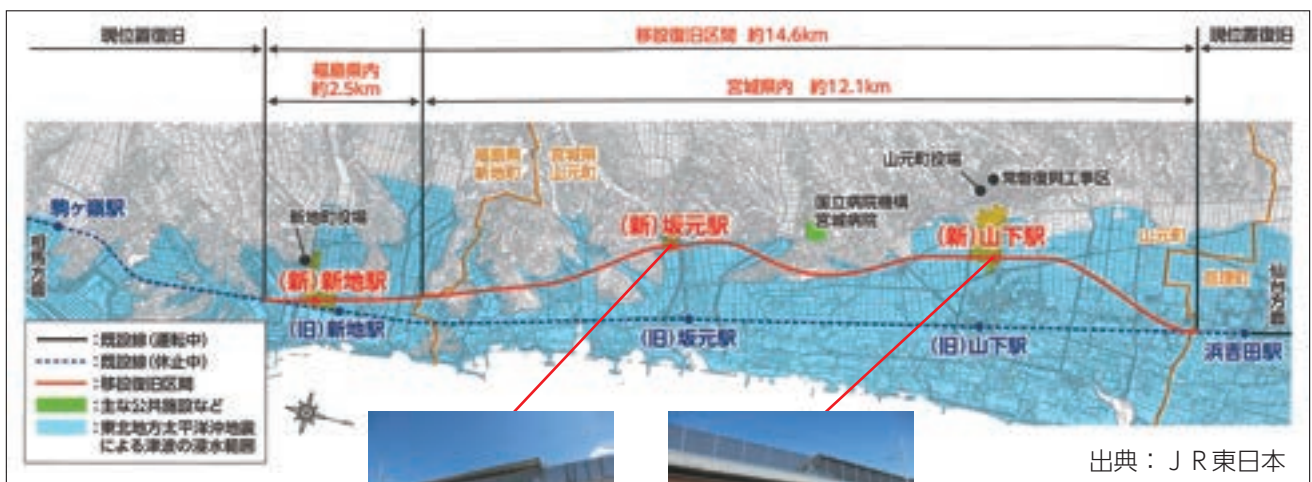 現位置復旧
移設復旧区間 約14.6km
現位置復旧
福島県内
約2.5km
宮城県内 約12.1km
福島県
新地町
宮城県
山元町
山元町役場
常磐復興工事区
駒ヶ嶺駅
新地町役場
国立病院機構
宮城病院
(新)坂元駅
(新)山下駅
山元町
亘理町
相馬方面
仙台方面
(新)新地駅
(旧)新地駅
(旧)坂元駅
(旧)山下駅
浜吉田駅
:既設線(運転中)
:既設線(休止中)
:移設復旧区間
:主な公共施設など
:東北地方太平洋沖地震
による津波の浸水範囲
出典：ＪＲ東日本